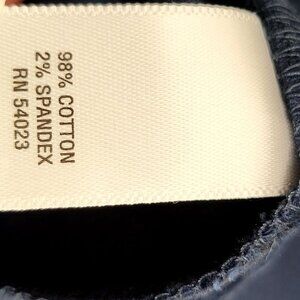 98% COTTON
2% SPANDEX
RN 54023